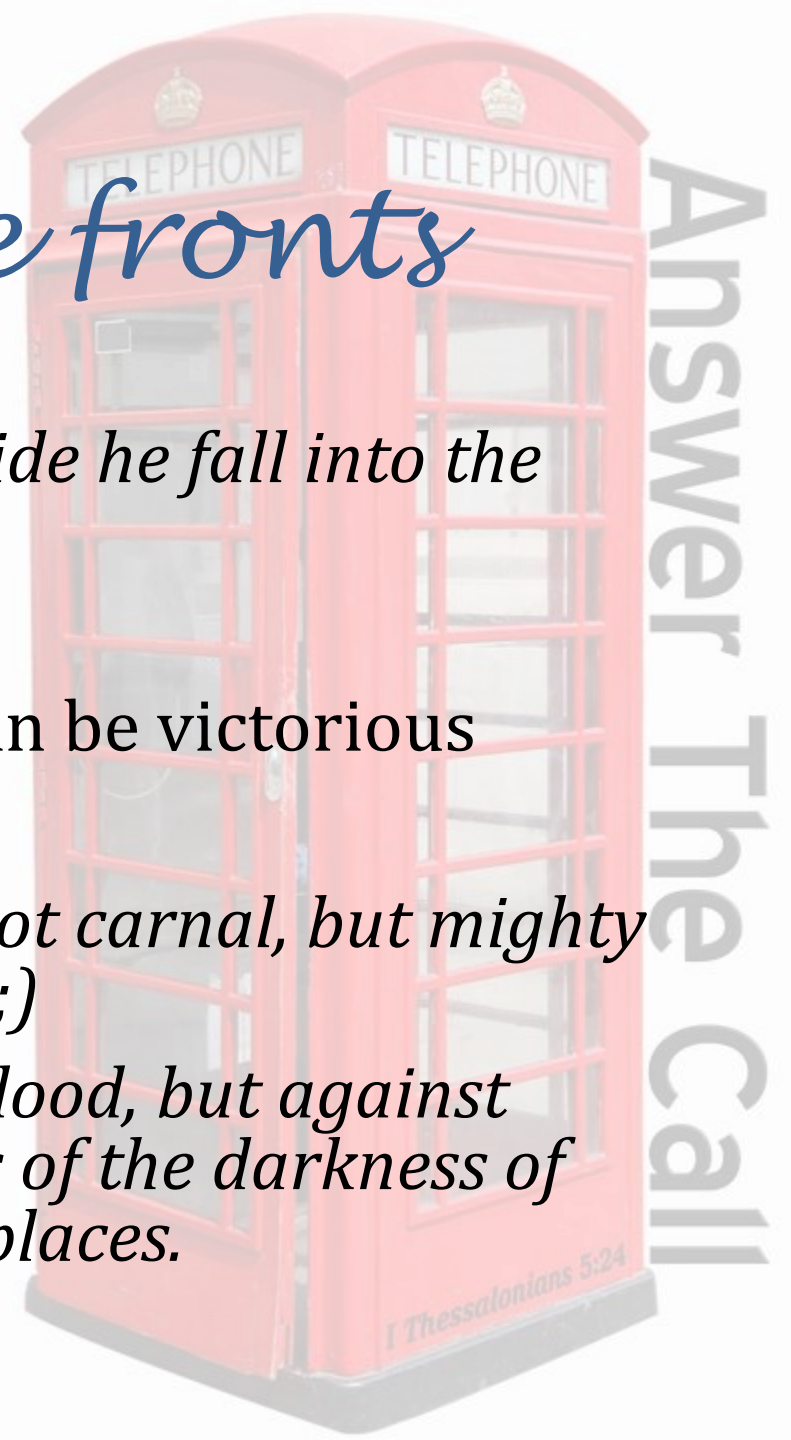 TELEPHONE TELEPHONE
e fronts
ide he fall into the
n be victorious
ot carnal, but mighty
;)
lood, but against
of the darkness of
places.
I Thessalonians 5:24
Answer The Call